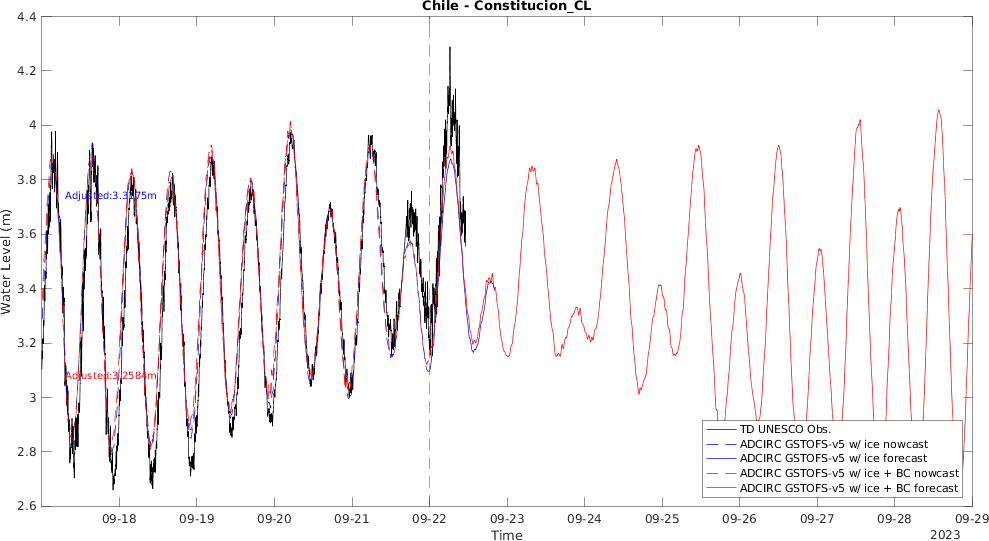 Chile - Constitucion_CL
4.4
4.2
4
3.8
3.6
3.4
3.2
3
2.8
2.6
Water Level (m)
Adjusted:3.2584m
TD UNESCO Obs.
ADCIRC GSTOFS-v5 w/ ice nowcast
ADCIRC GSTOFS-v5 w/ ice forecast
ADCIRC GSTOFS-v5 w/ ice + BC nowcast
ADCIRC GSTOFS-v5 w/ ice + BC forecast
09-18 09-19 09-20 09-21 09-22 09-23 09-24 09-25 09-26 09-27 09-28 09-29
Time
2023